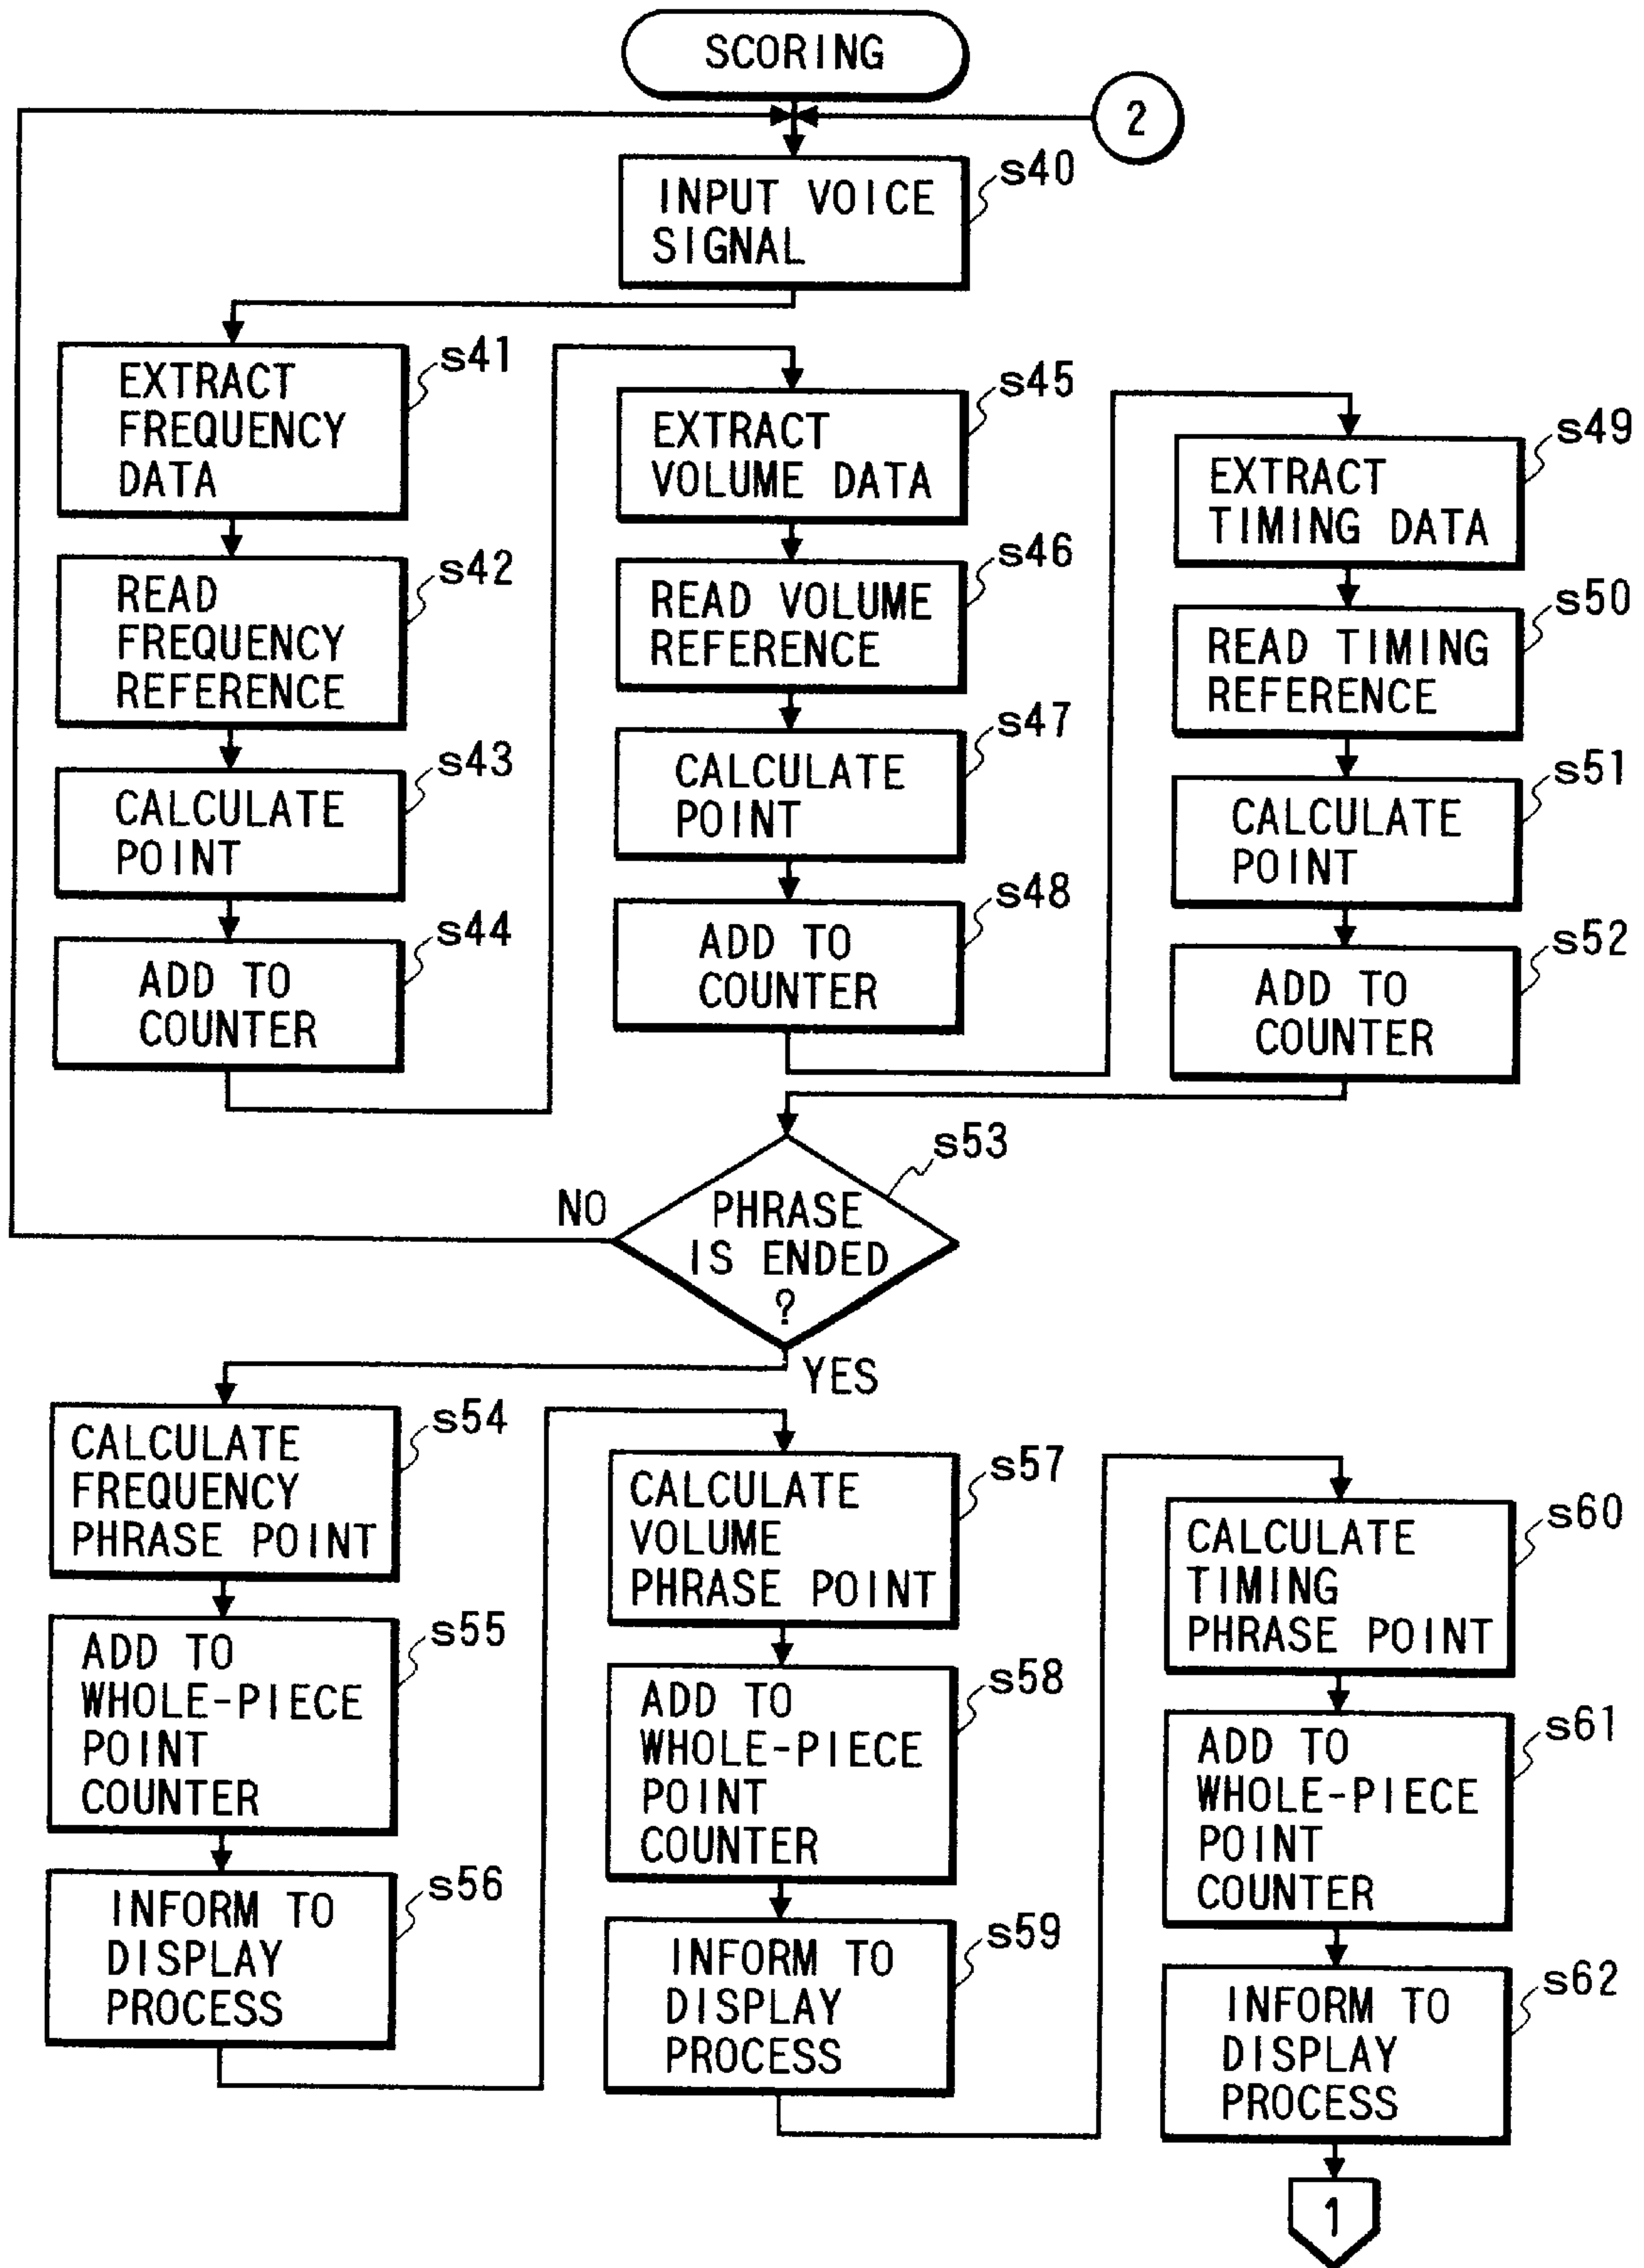 SCORING
2
INPUT VOICE
SIGNAL
s40
EXTRACT
FREQUENCY
DATA
s41
READ
FREQUENCY
REFERENCE
s42
CALCULATE
POINT
s43
ADD TO
COUNTER
s44
EXTRACT
VOLUME DATA
s45
READ VOLUME
REFERENCE
s46
CALCULATE
POINT
s47
ADD TO
COUNTER
s48
EXTRACT
TIMING DATA
s49
READ TIMING
REFERENCE
s50
CALCULATE
POINT
s51
ADD TO
COUNTER
s52
PHRASE
IS ENDED
?
s53
NO
YES
CALCULATE
FREQUENCY
PHRASE POINT
s54
ADD TO
WHOLE-PIECE
POINT
COUNTER
s55
INFORM TO
DISPLAY
PROCESS
s56
CALCULATE
VOLUME
PHRASE POINT
s57
ADD TO
WHOLE-PIECE
POINT
COUNTER
s58
INFORM TO
DISPLAY
PROCESS
s59
CALCULATE
TIMING
PHRASE POINT
s60
ADD TO
WHOLE-PIECE
POINT
COUNTER
s61
INFORM TO
DISPLAY
PROCESS
s62
1